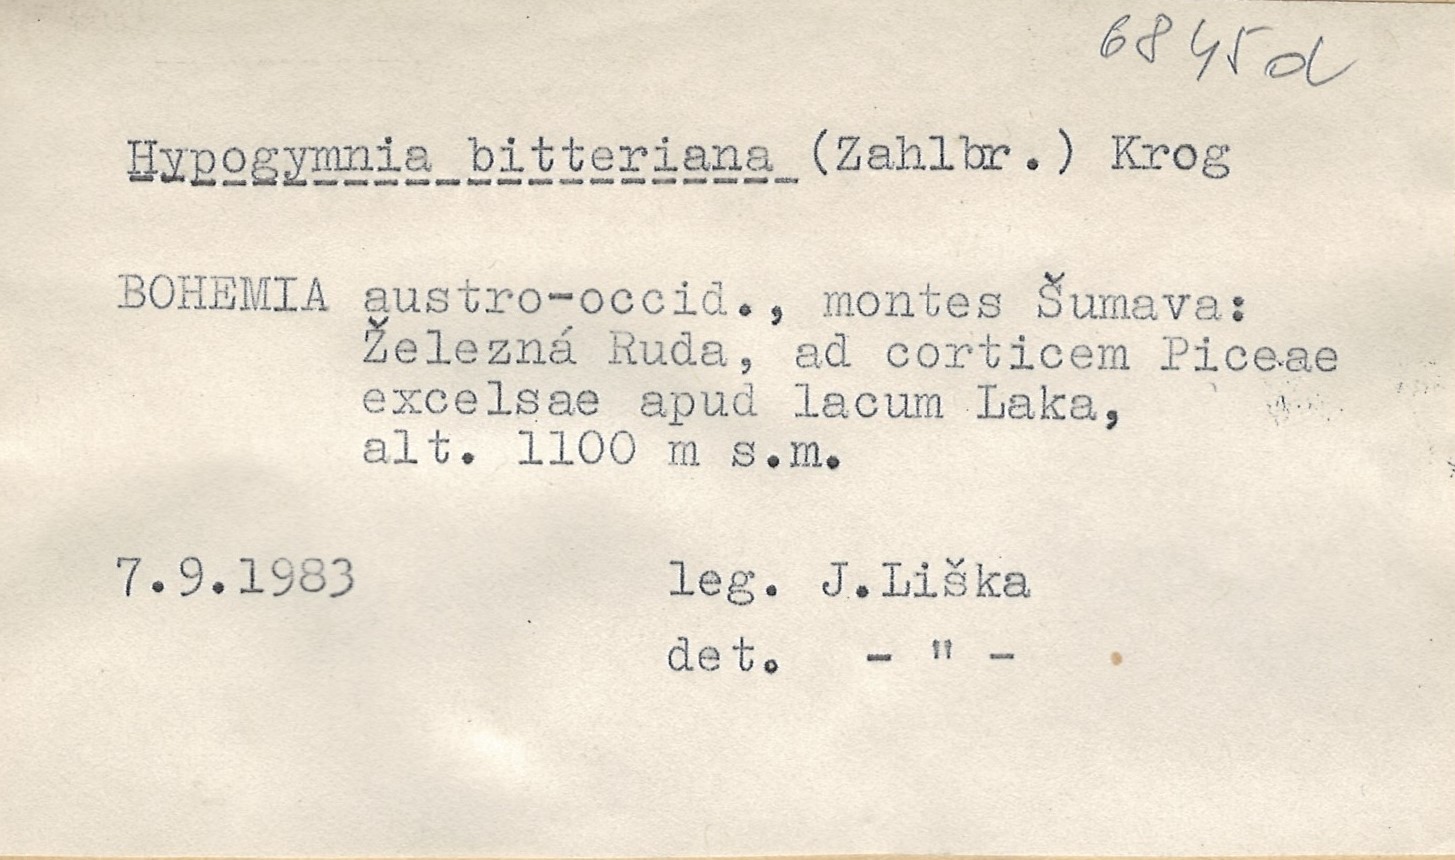 6845d
Hypogymnia bitteriana (Zahlbr.) Krog
BOHEMIA austro-occid., montes Šumava:
Železná Ruda, ad corticem Piceae
excelsae apud lacum Laka,
alt. 1100 m s.m.
7.9.1983 leg. J.Liška
det. - " -